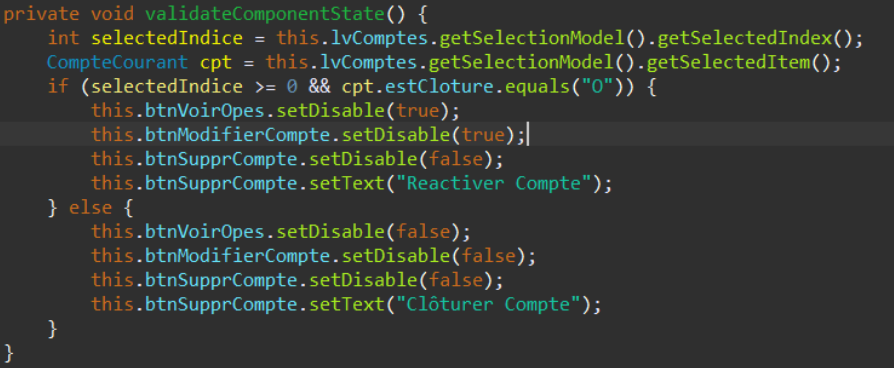 private void validateComponentState() {
    int selectedIndice = this.lvComptes.getSelectionModel().getSelectedIndex();
    CompteCourant cpt = this.lvComptes.getSelectionModel().getSelectedItem();
    if (selectedIndice >= 0 && cpt.estCloture.equals("O")) {
        this.btnVoirOpes.setDisable(true);
        this.btnModifierCompte.setDisable(true);
        this.btnSupprCompte.setDisable(false);
        this.btnSupprCompte.setText("Reactiver Compte");
    } else {
        this.btnVoirOpes.setDisable(false);
        this.btnModifierCompte.setDisable(false);
        this.btnSupprCompte.setDisable(false);
        this.btnSupprCompte.setText("Clôturer Compte");
    }
}